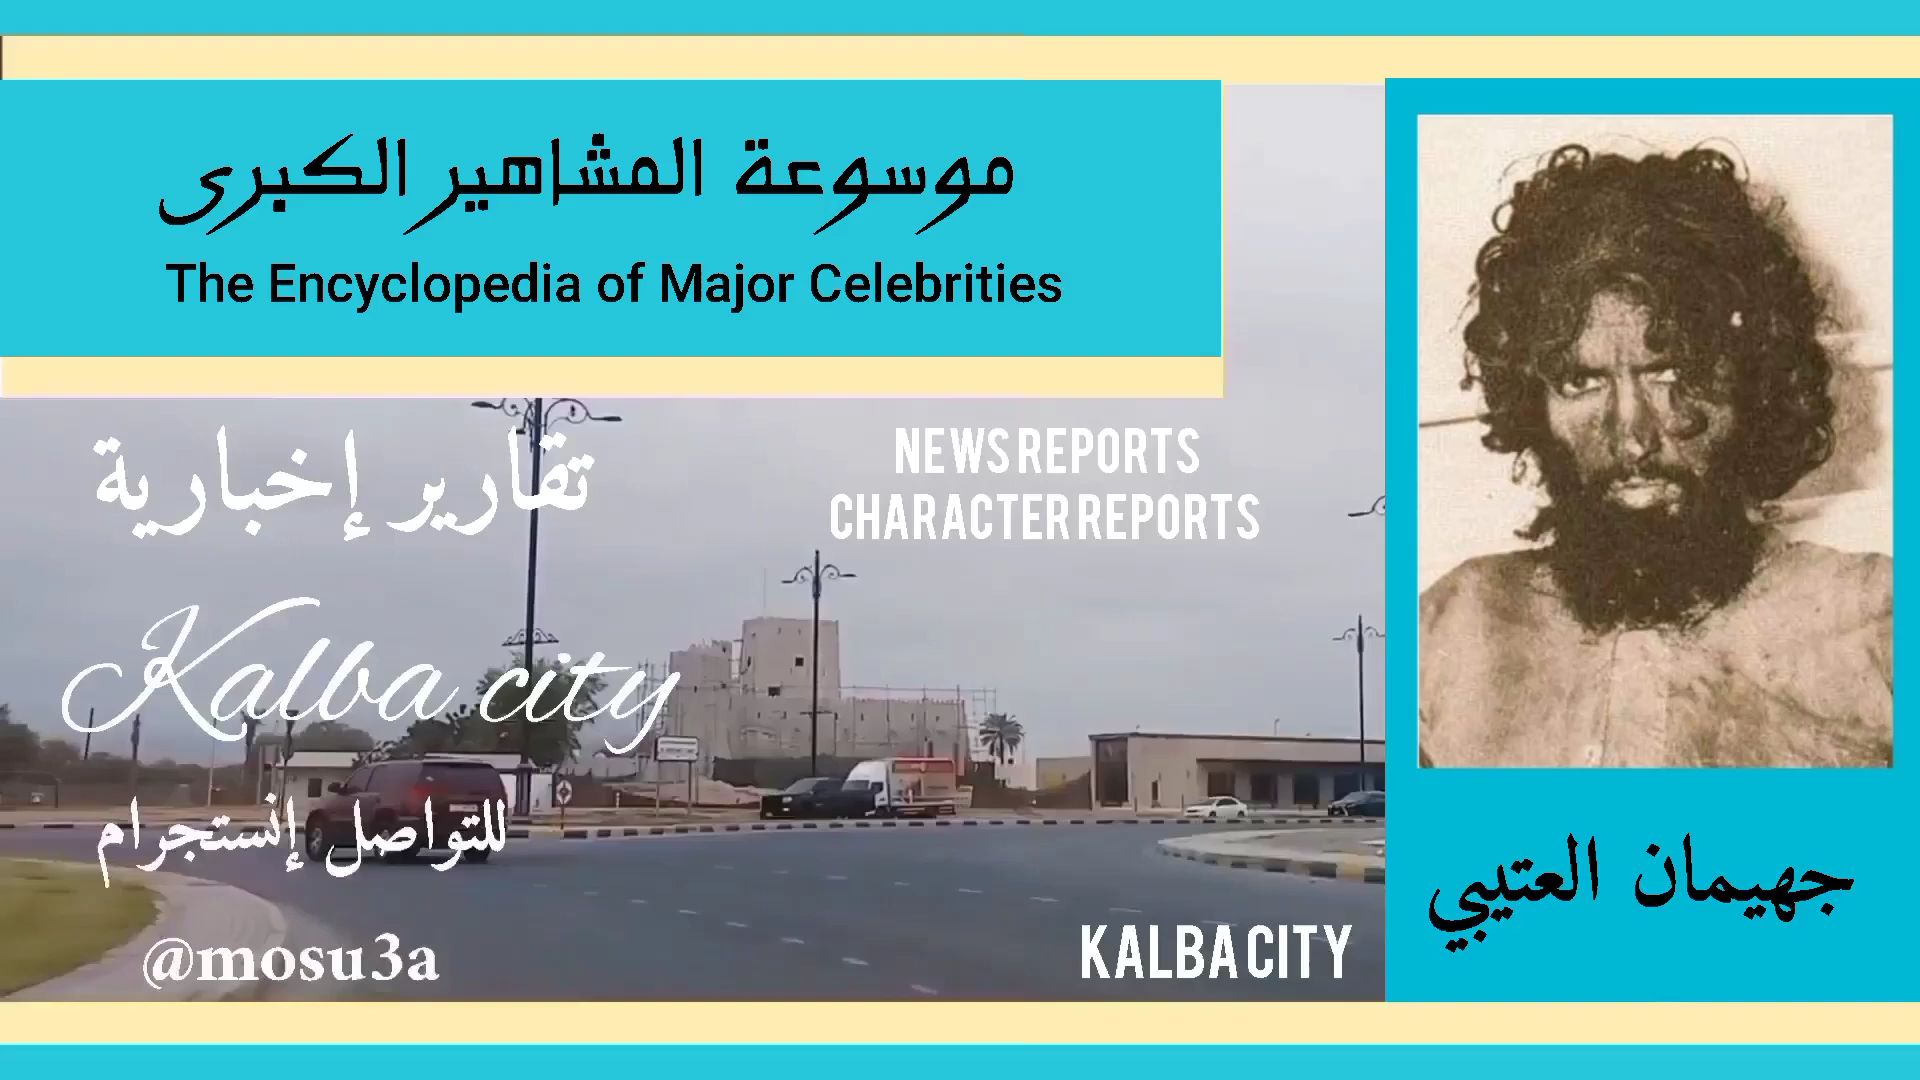 موسوعة المشاهير الكبرى
The Encyclopedia of Major Celebrities
تقارير إخبارية
NEWS REPORTS
CHARACTER REPORTS
Kalba city
للتواصل إنستجرام
@mosu3a
KALBA CITY
جهيمان العتيبي